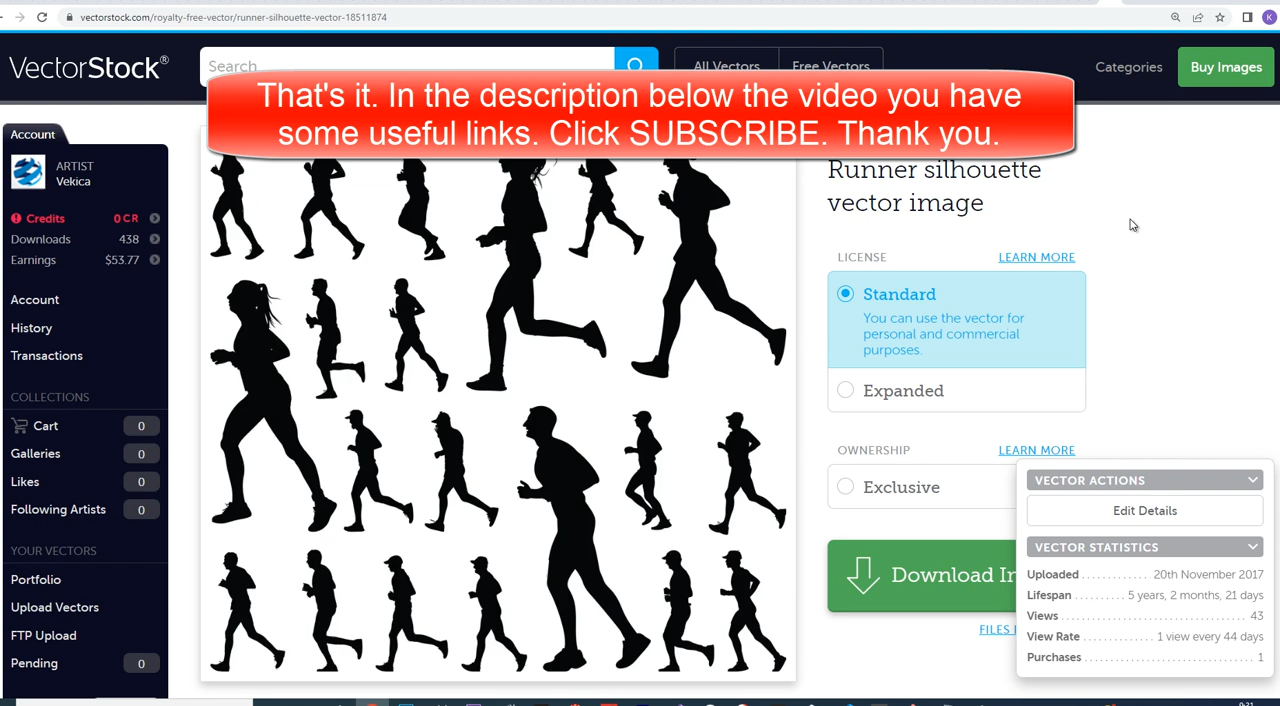 vectorstock.com/royalty-free-vector/runner-silhouette-vector-18511874
K
VectorStock®
Search
All Vectors
Free Vectors
Categories
Buy Images
That's it. In the description below the video you have
some useful links. Click SUBSCRIBE. Thank you.
Account
ARTIST
Vekica
Credits 0 CR
Downloads 438
Earnings $53.77
Account
History
Transactions
COLLECTIONS
Cart 0
Galleries 0
Likes 0
Following Artists 0
YOUR VECTORS
Portfolio
Upload Vectors
FTP Upload
Pending 0
Runner silhouette
vector image
LICENSE LEARN MORE
Standard
You can use the vector for
personal and commercial
purposes.
Expanded
OWNERSHIP LEARN MORE
Exclusive
Download Im
FILES
VECTOR ACTIONS
Edit Details
VECTOR STATISTICS
Uploaded 20th November 2017
Lifespan 5 years, 2 months, 21 days
Views 43
View Rate 1 view every 44 days
Purchases 1